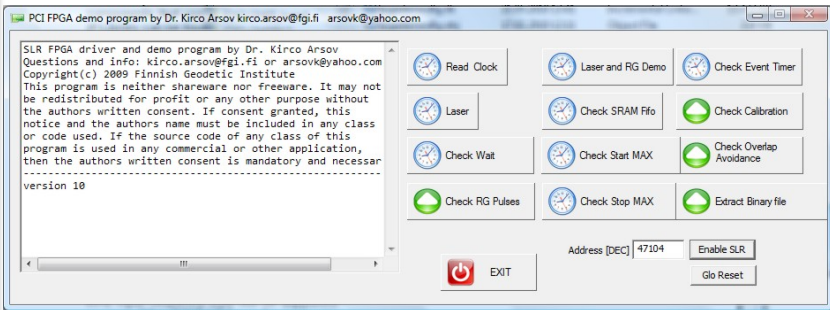 PCI FPGA demo program by Dr. Kirco Arsov kirco.arsov@fgi.fi arsovk@yahoo.com
SLR FPGA driver and demo program by Dr. Kirco Arsov
Questions and info: kirco.arsov@fgi.fi or arsovk@yahoo.com
Copyright(c) 2009 Finnish Geodetic Institute
This program is neither shareware nor freeware. It may not
be redistributed for profit or any other purpose without
the authors written consent. If consent granted, this
notice and the authors name must be included in any class
or code used. If the source code of any class of this
program is used in any commercial or other application,
then the authors written consent is mandatory and necessar
------------------------------------------------------------
version 10
Read Clock
Laser and RG Demo
Check Event Timer
Laser
Check SRAM Fifo
Check Calibration
Check Wait
Check Start MAX
Check Overlap
Avoidance
Check RG Pulses
Check Stop MAX
Extract Binary file
EXIT
Address [DEC] 47104
Enable SLR
Glo Reset